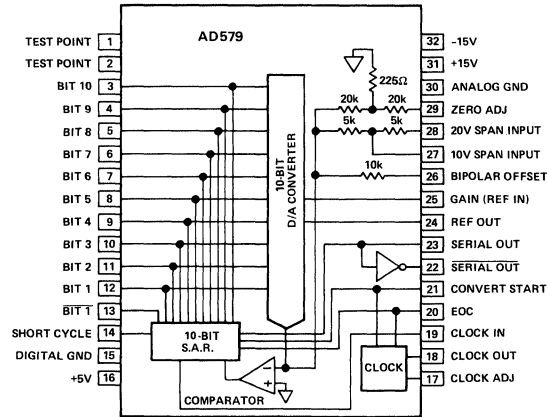 AD579
TEST POINT 1
TEST POINT 2
BIT 10 3
BIT 9 4
BIT 8 5
BIT 7 6
BIT 6 7
BIT 5 8
BIT 4 9
BIT 3 10
BIT 2 11
BIT 1 12
BIT 1 13
SHORT CYCLE 14
DIGITAL GND 15
+5V 16
10-BIT
D/A CONVERTER
10-BIT
S.A.R.
COMPARATOR
−
+
225Ω
20k 20k
5k 5k
10k
CLOCK
32 −15V
31 +15V
30 ANALOG GND
29 ZERO ADJ
28 20V SPAN INPUT
27 10V SPAN INPUT
26 BIPOLAR OFFSET
25 GAIN (REF IN)
24 REF OUT
23 SERIAL OUT
22 SERIAL OUT
21 CONVERT START
20 EOC
19 CLOCK IN
18 CLOCK OUT
17 CLOCK ADJ